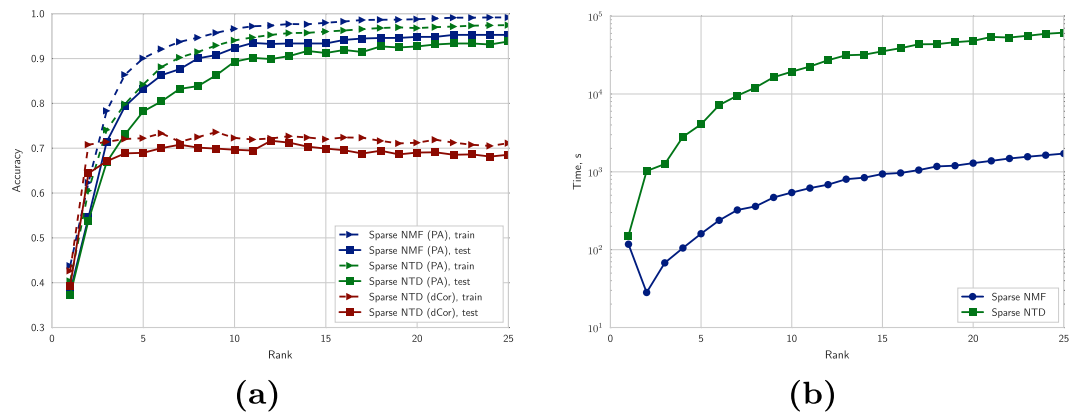 1.0
0.9
0.8
0.7
0.6
0.5
0.4
0.3
Accuracy
0
5
10
15
20
25
Rank
Sparse NMF (PA), train
Sparse NMF (PA), test
Sparse NTD (PA), train
Sparse NTD (PA), test
Sparse NTD (dCor), train
Sparse NTD (dCor), test
(a)
10^5
10^4
10^3
10^2
10^1
Time, s
0
5
10
15
20
25
Rank
Sparse NMF
Sparse NTD
(b)